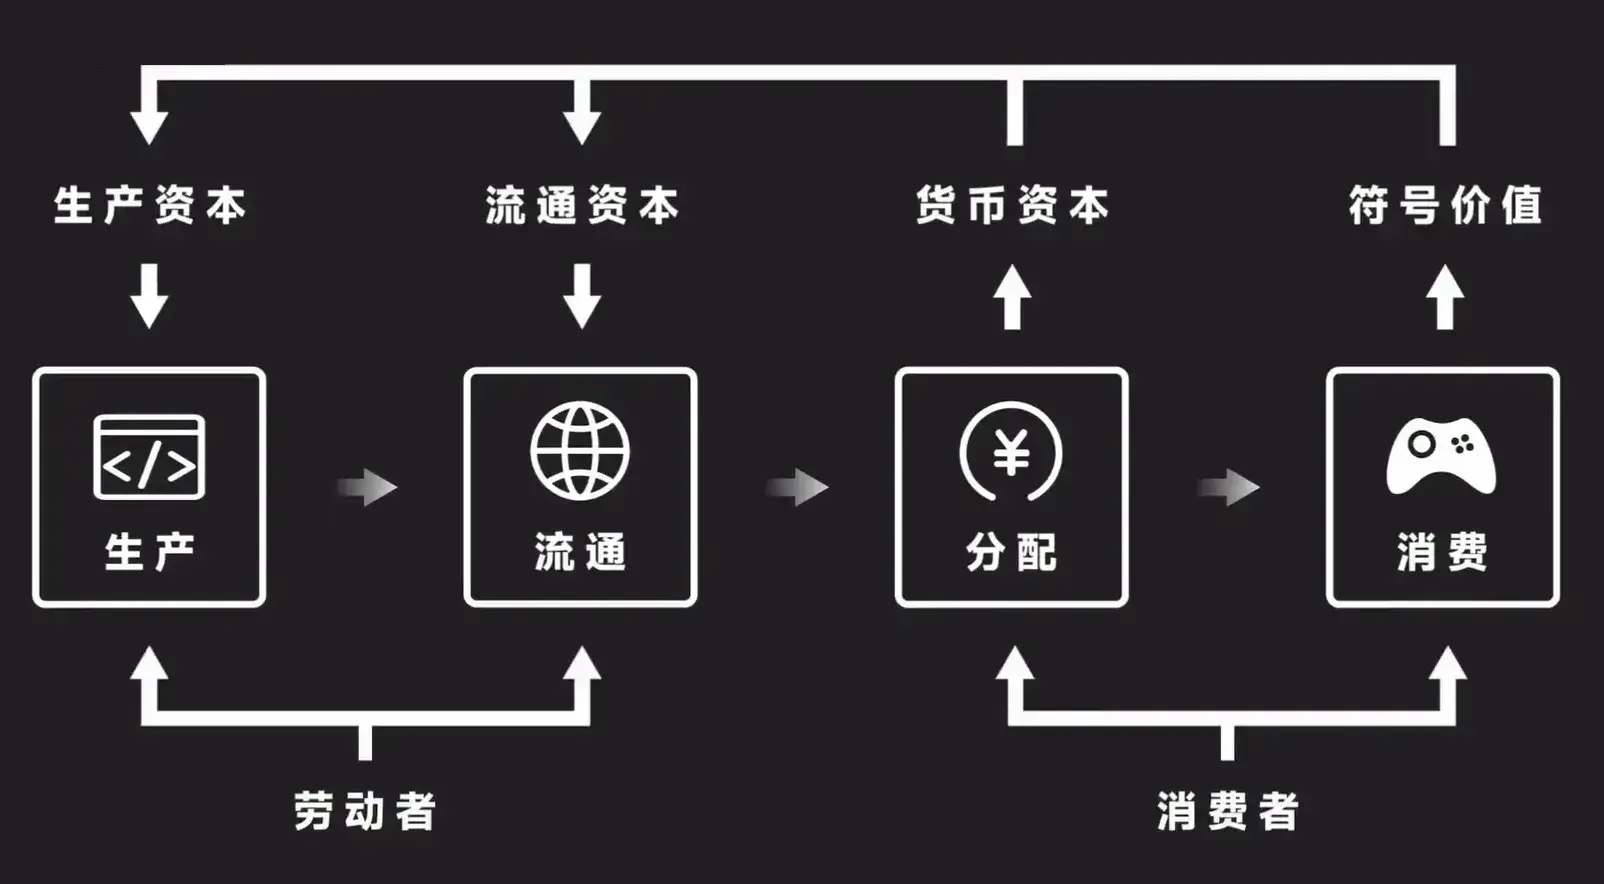 生产资本 流通资本 货币资本 符号价值
</>
¥
生产 流通 分配 消费
劳动者 消费者